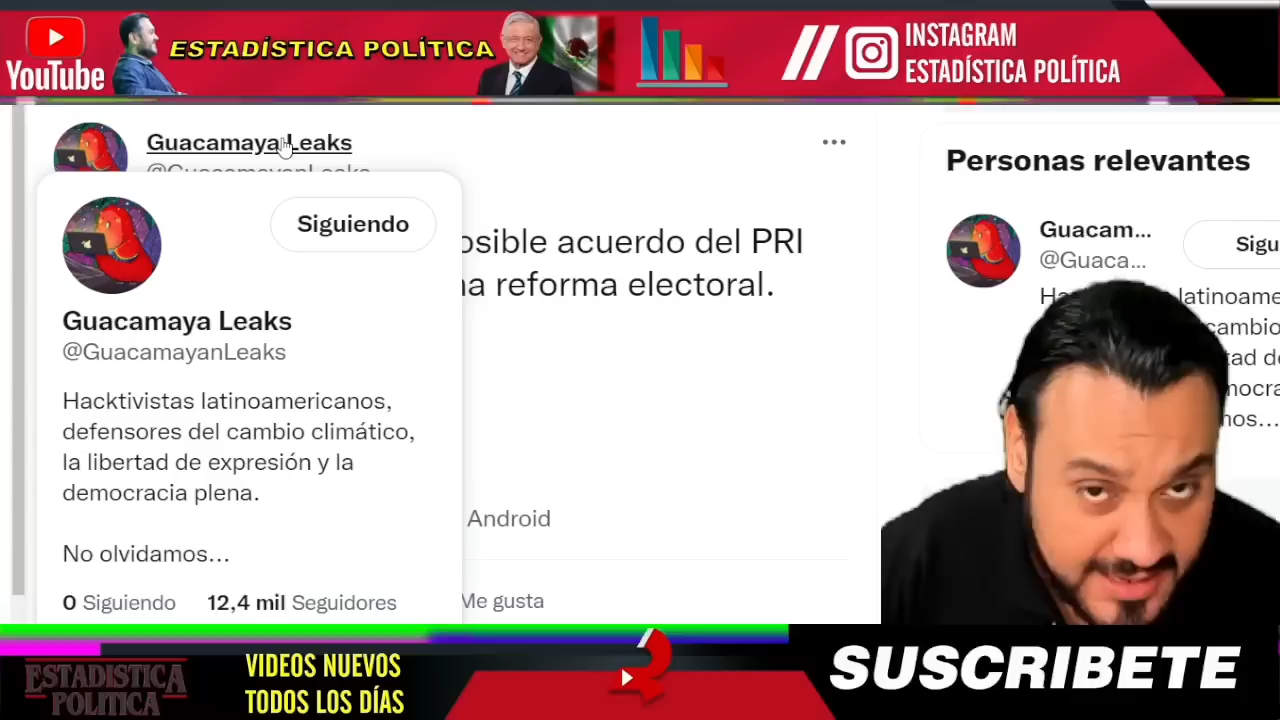 YouTube
ESTADÍSTICA POLÍTICA
INSTAGRAM
ESTADÍSTICA POLÍTICA
Guacamaya Leaks
@GuacamayanLeaks
Siguiendo
Guacamaya Leaks
@GuacamayanLeaks
Hacktivistas latinoamericanos,
defensores del cambio climático,
la libertad de expresión y la
democracia plena.
No olvidamos...
0 Siguiendo 12,4 mil Seguidores
acuerdo del PRI
reforma electoral.
Android
Me gusta
Personas relevantes
Guacam...
@Guaca...
cambio
ESTADÍSTICA
POLÍTICA
VIDEOS NUEVOS
TODOS LOS DÍAS
SUSCRIBETE